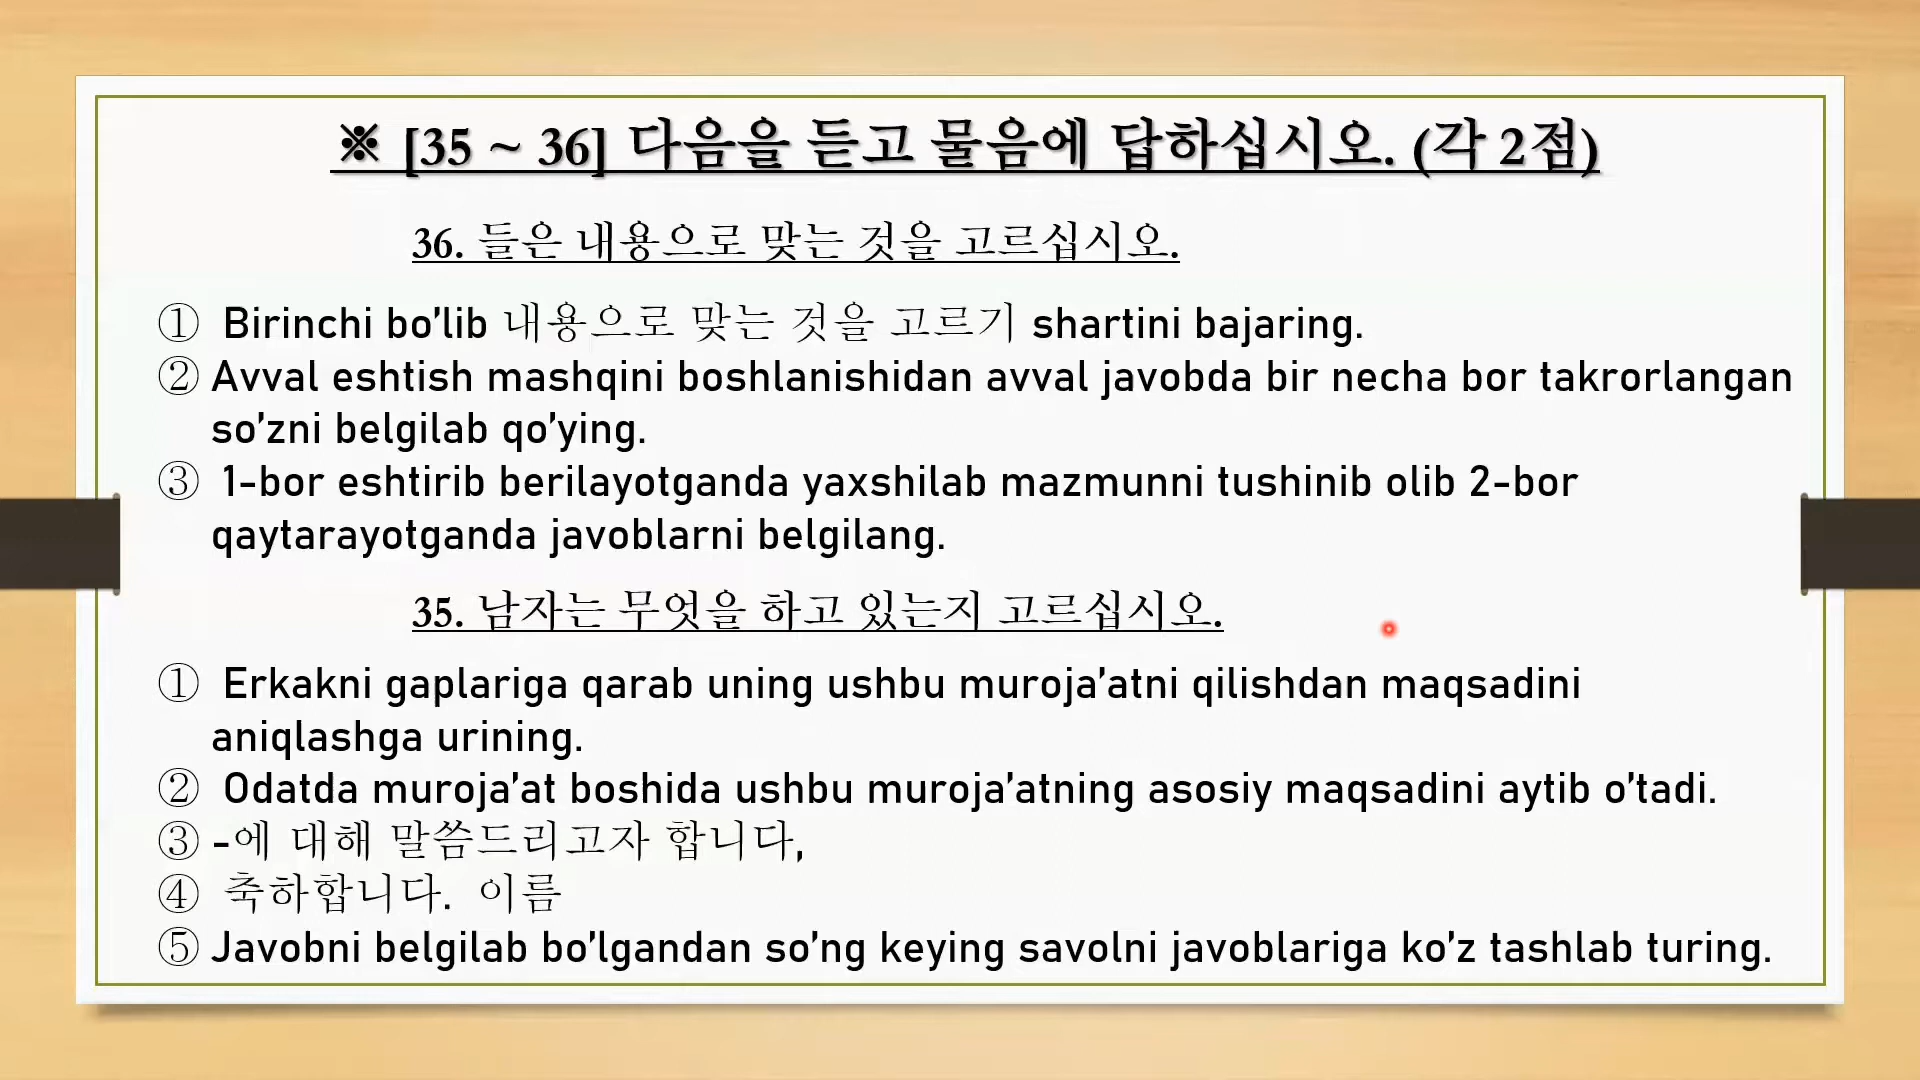 ※ [35 ~ 36] 다음을 듣고 물음에 답하십시오. (각 2점)
36. 들은 내용으로 맞는 것을 고르십시오.
① Birinchi bo'lib 내용으로 맞는 것을 고르기 shartini bajaring.
② Avval eshtish mashqini boshlanishidan avval javobda bir necha bor takrorlangan
so'zni belgilab qo'ying.
③ 1-bor eshtirib berilayotganda yaxshilab mazmunni tushinib olib 2-bor
qaytarayotganda javoblarni belgilang.
35. 남자는 무엇을 하고 있는지 고르십시오.
① Erkakni gaplariga qarab uning ushbu muroja'atni qilishdan maqsadini
aniqlashga urining.
② Odatda muroja'at boshida ushbu muroja'atning asosiy maqsadini aytib o'tadi.
③ -에 대해 말씀드리고자 합니다,
④ 축하합니다. 이름
⑤ Javobni belgilab bo'lgandan so'ng keying savolni javoblariga ko'z tashlab turing.